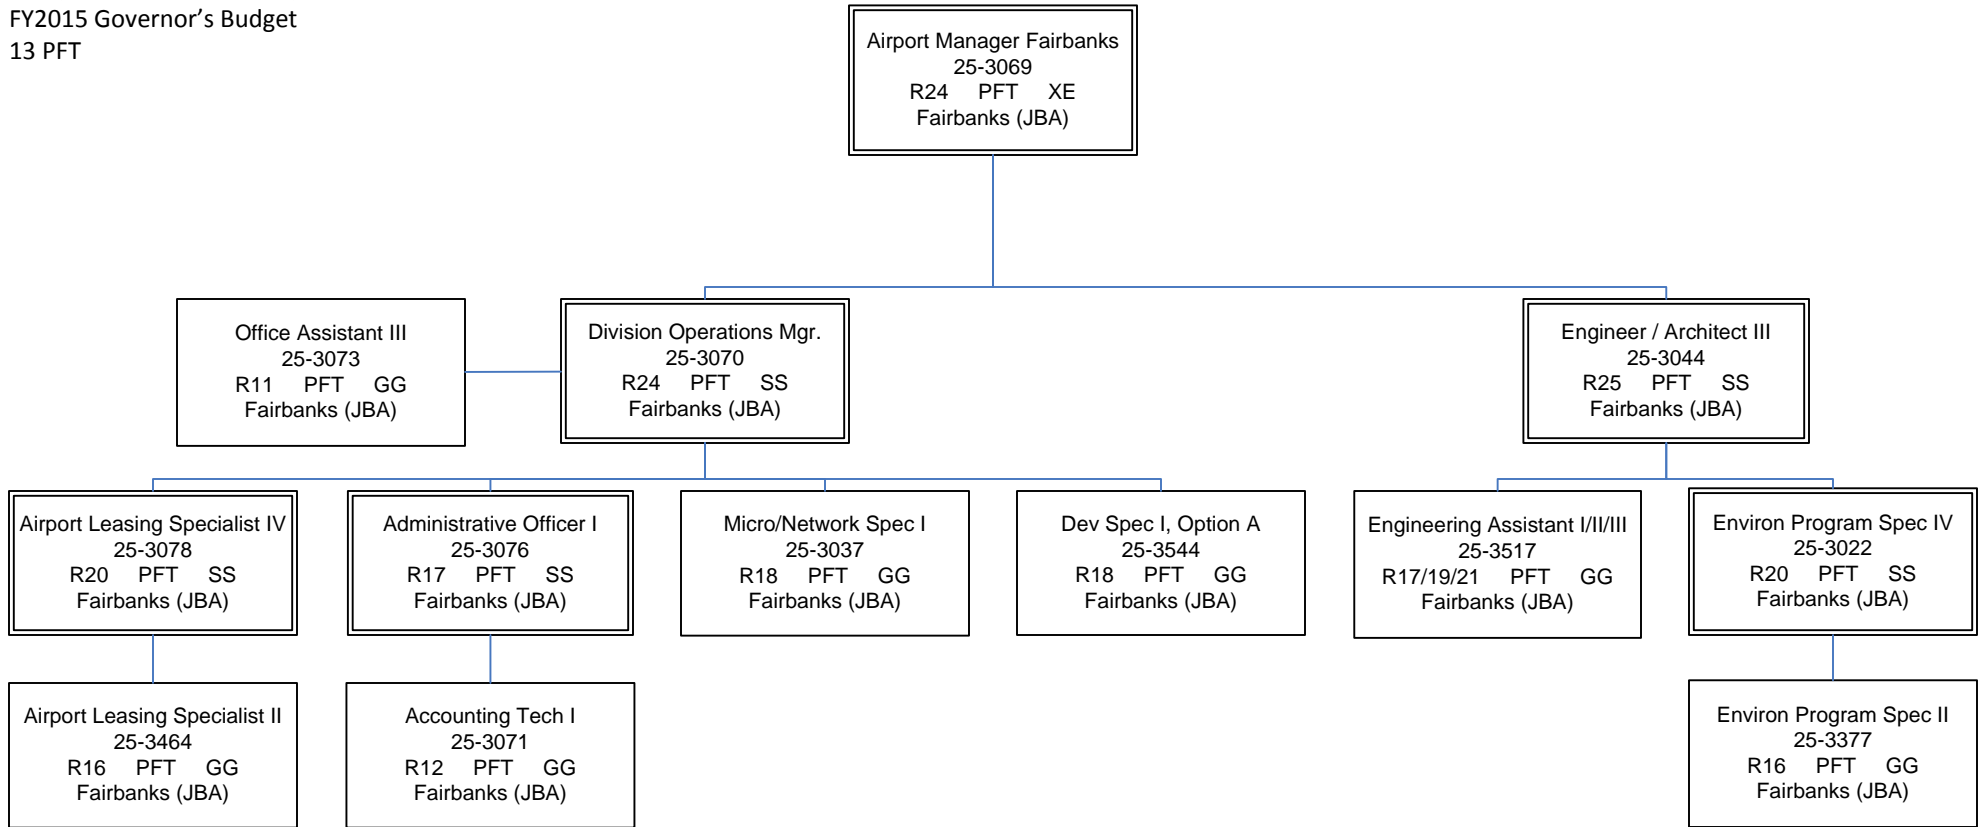 FY2015 Governor’s Budget
13 PFT
Airport Manager Fairbanks
25-3069
R24 PFT XE
Fairbanks (JBA)
Office Assistant III
25-3073
R11 PFT GG
Fairbanks (JBA)
Division Operations Mgr.
25-3070
R24 PFT SS
Fairbanks (JBA)
Engineer / Architect III
25-3044
R25 PFT SS
Fairbanks (JBA)
Airport Leasing Specialist IV
25-3078
R20 PFT SS
Fairbanks (JBA)
Administrative Officer I
25-3076
R17 PFT SS
Fairbanks (JBA)
Micro/Network Spec I
25-3037
R18 PFT GG
Fairbanks (JBA)
Dev Spec I, Option A
25-3544
R18 PFT GG
Fairbanks (JBA)
Engineering Assistant I/II/III
25-3517
R17/19/21 PFT GG
Fairbanks (JBA)
Environ Program Spec IV
25-3022
R20 PFT SS
Fairbanks (JBA)
Airport Leasing Specialist II
25-3464
R16 PFT GG
Fairbanks (JBA)
Accounting Tech I
25-3071
R12 PFT GG
Fairbanks (JBA)
Environ Program Spec II
25-3377
R16 PFT GG
Fairbanks (JBA)